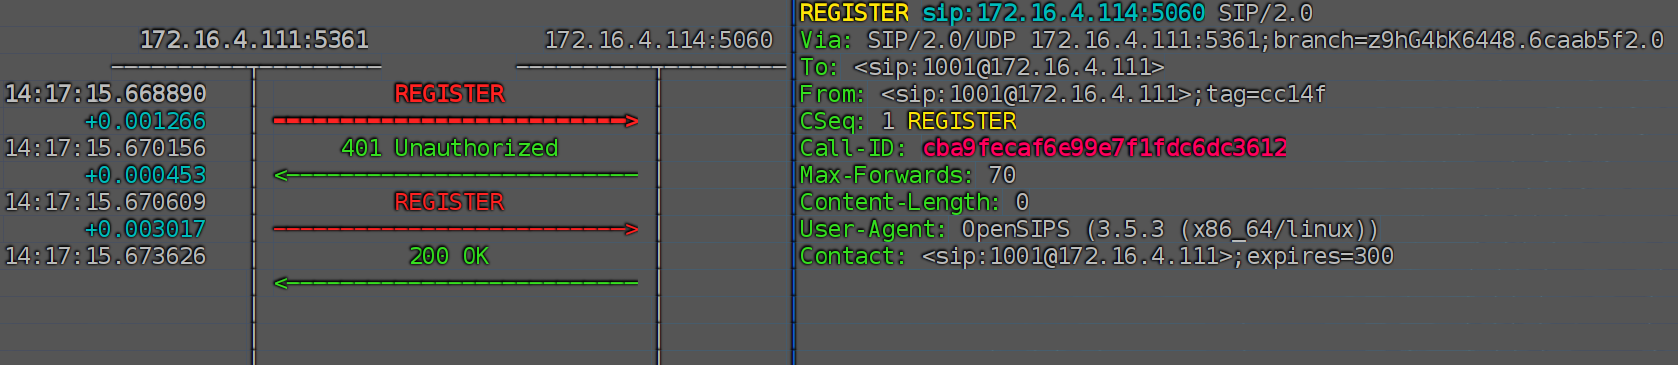 172.16.4.111:5361 172.16.4.114:5060
14:17:15.668890 REGISTER
+0.001266
14:17:15.670156 401 Unauthorized
+0.000453
14:17:15.670609 REGISTER
+0.003017
14:17:15.673626 200 OK
REGISTER sip:172.16.4.114:5060 SIP/2.0
Via: SIP/2.0/UDP 172.16.4.111:5361;branch=z9hG4bK6448.6caab5f2.0
To: <sip:1001@172.16.4.111>
From: <sip:1001@172.16.4.111>;tag=cc14f
CSeq: 1 REGISTER
Call-ID: cba9fecaf6e99e7f1fdc6dc3612
Max-Forwards: 70
Content-Length: 0
User-Agent: OpenSIPS (3.5.3 (x86_64/linux))
Contact: <sip:1001@172.16.4.111>;expires=300